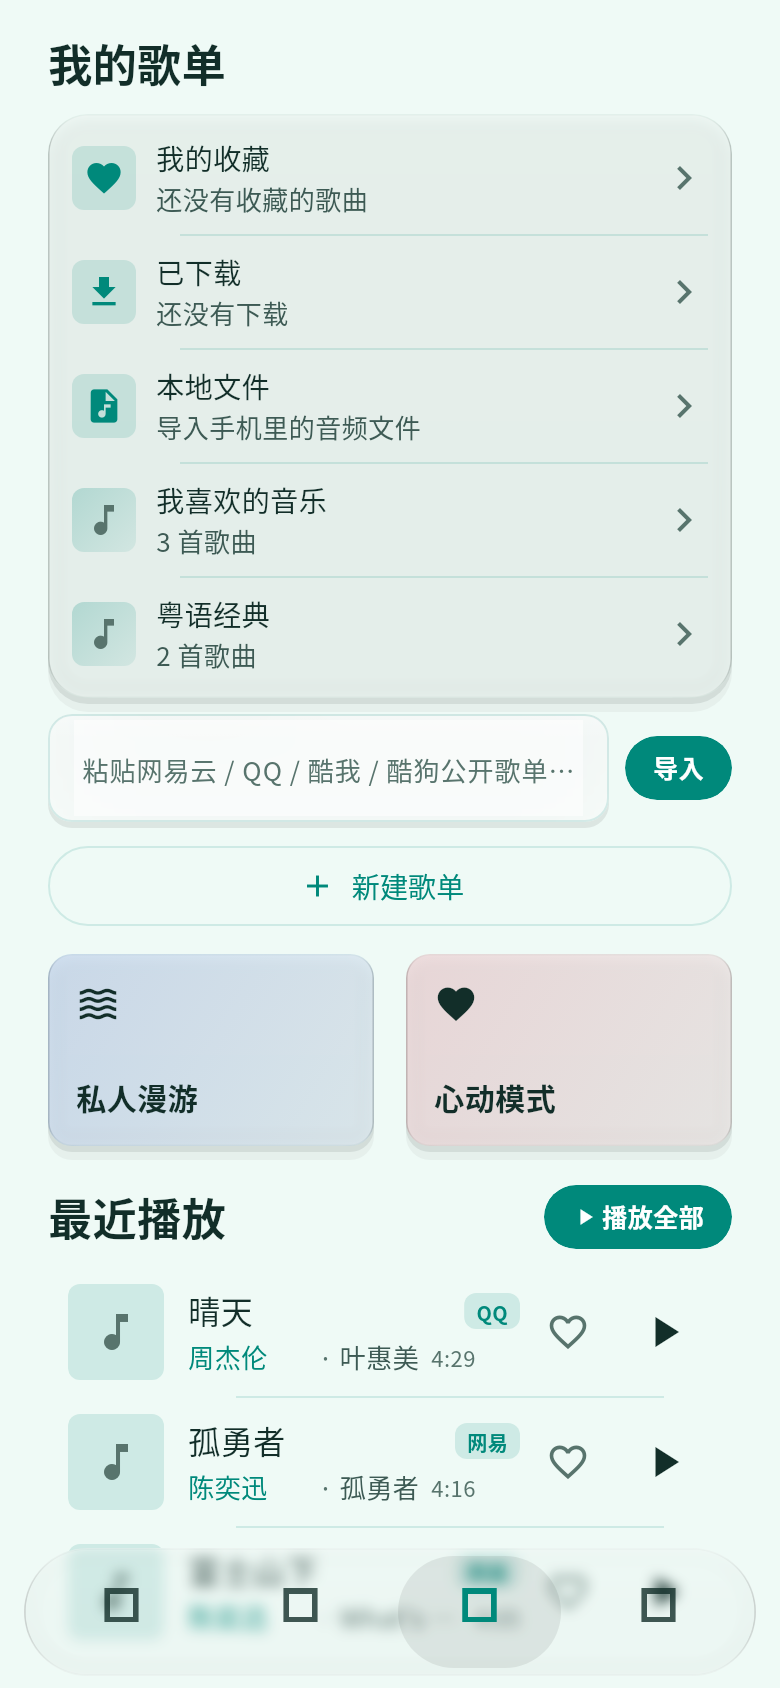 我的歌单
我的收藏
还没有收藏的歌曲
已下载
还没有下载
本地文件
导入手机里的音频文件
我喜欢的音乐
3 首歌曲
粤语经典
2 首歌曲
粘贴网易云 / QQ / 酷我 / 酷狗公开歌单…
导入
新建歌单
私人漫游
心动模式
最近播放
播放全部
晴天
QQ
周杰伦 · 叶惠美 4:29
孤勇者
网易
陈奕迅 · 孤勇者 4:16
富士山下